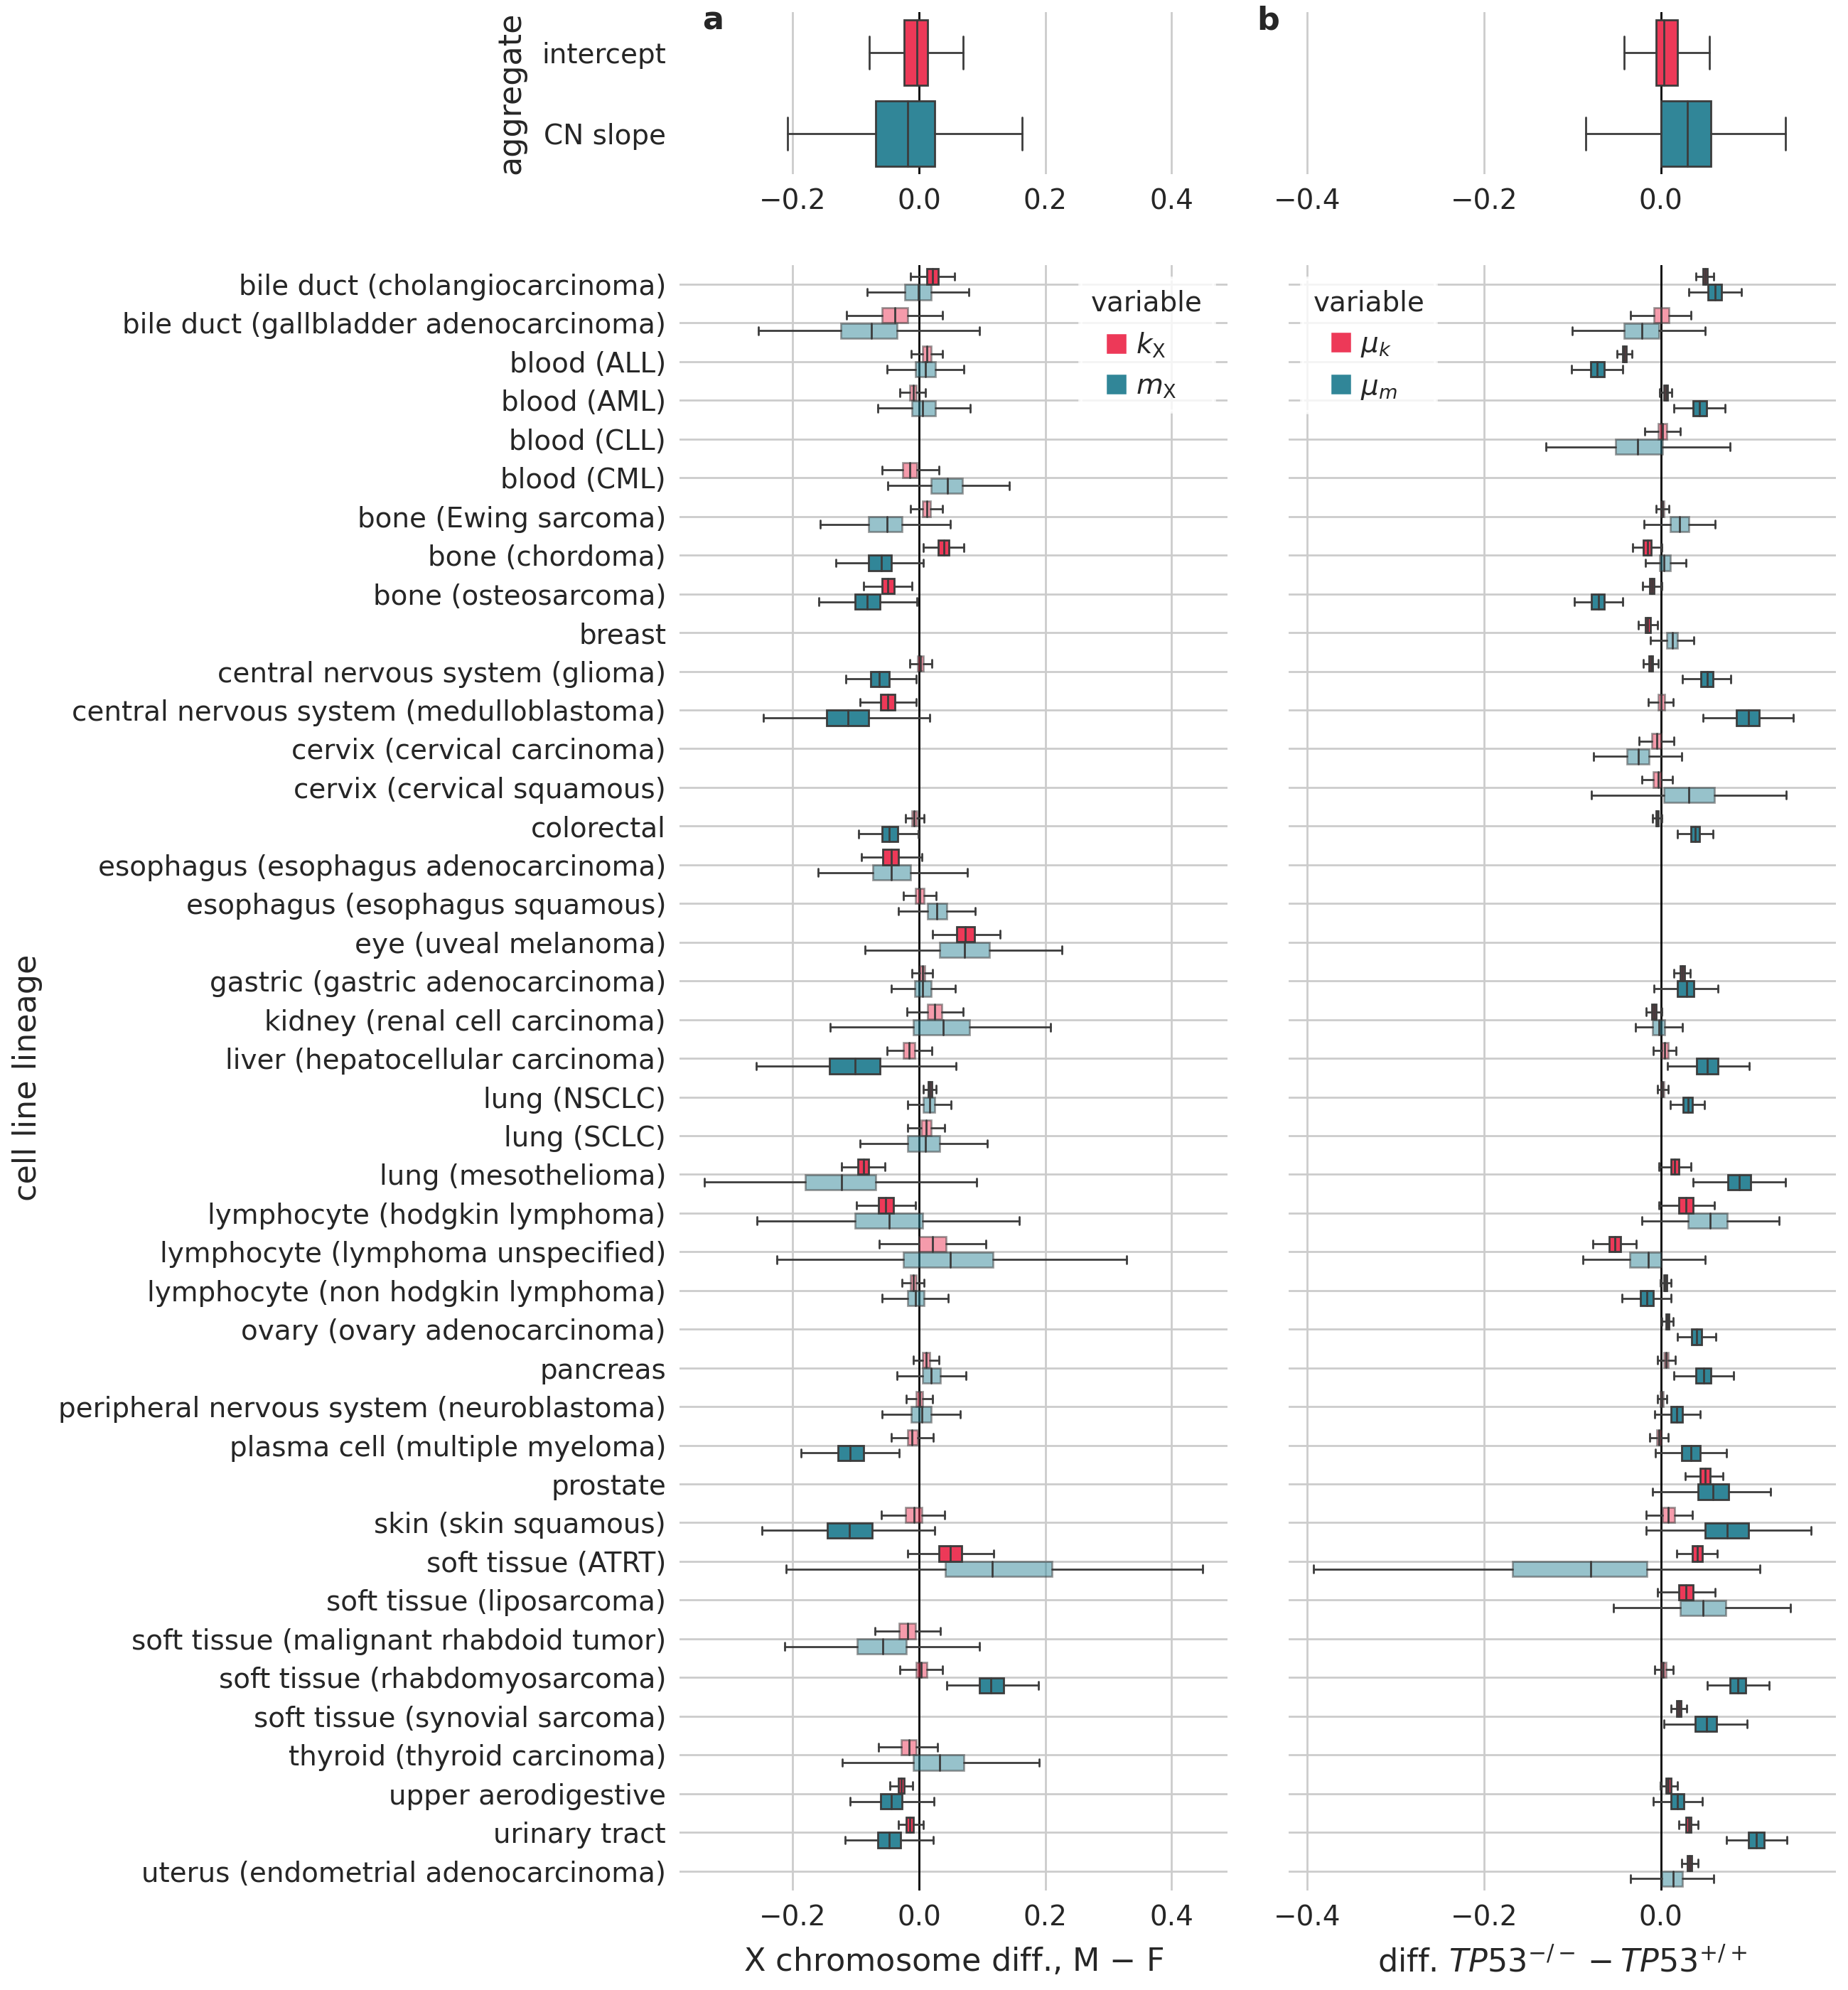 a
b
aggregate
intercept
CN slope
−0.2 0.0 0.2 0.4
−0.4 −0.2 0.0
cell line lineage
bile duct (cholangiocarcinoma)
bile duct (gallbladder adenocarcinoma)
blood (ALL)
blood (AML)
blood (CLL)
blood (CML)
bone (Ewing sarcoma)
bone (chordoma)
bone (osteosarcoma)
breast
central nervous system (glioma)
central nervous system (medulloblastoma)
cervix (cervical carcinoma)
cervix (cervical squamous)
colorectal
esophagus (esophagus adenocarcinoma)
esophagus (esophagus squamous)
eye (uveal melanoma)
gastric (gastric adenocarcinoma)
kidney (renal cell carcinoma)
liver (hepatocellular carcinoma)
lung (NSCLC)
lung (SCLC)
lung (mesothelioma)
lymphocyte (hodgkin lymphoma)
lymphocyte (lymphoma unspecified)
lymphocyte (non hodgkin lymphoma)
ovary (ovary adenocarcinoma)
pancreas
peripheral nervous system (neuroblastoma)
plasma cell (multiple myeloma)
prostate
skin (skin squamous)
soft tissue (ATRT)
soft tissue (liposarcoma)
soft tissue (malignant rhabdoid tumor)
soft tissue (rhabdomyosarcoma)
soft tissue (synovial sarcoma)
thyroid (thyroid carcinoma)
upper aerodigestive
urinary tract
uterus (endometrial adenocarcinoma)
variable
k_X
m_X
variable
μ_k
μ_m
−0.2 0.0 0.2 0.4
X chromosome diff., M − F
−0.4 −0.2 0.0
diff. TP53^−/− − TP53^+/+